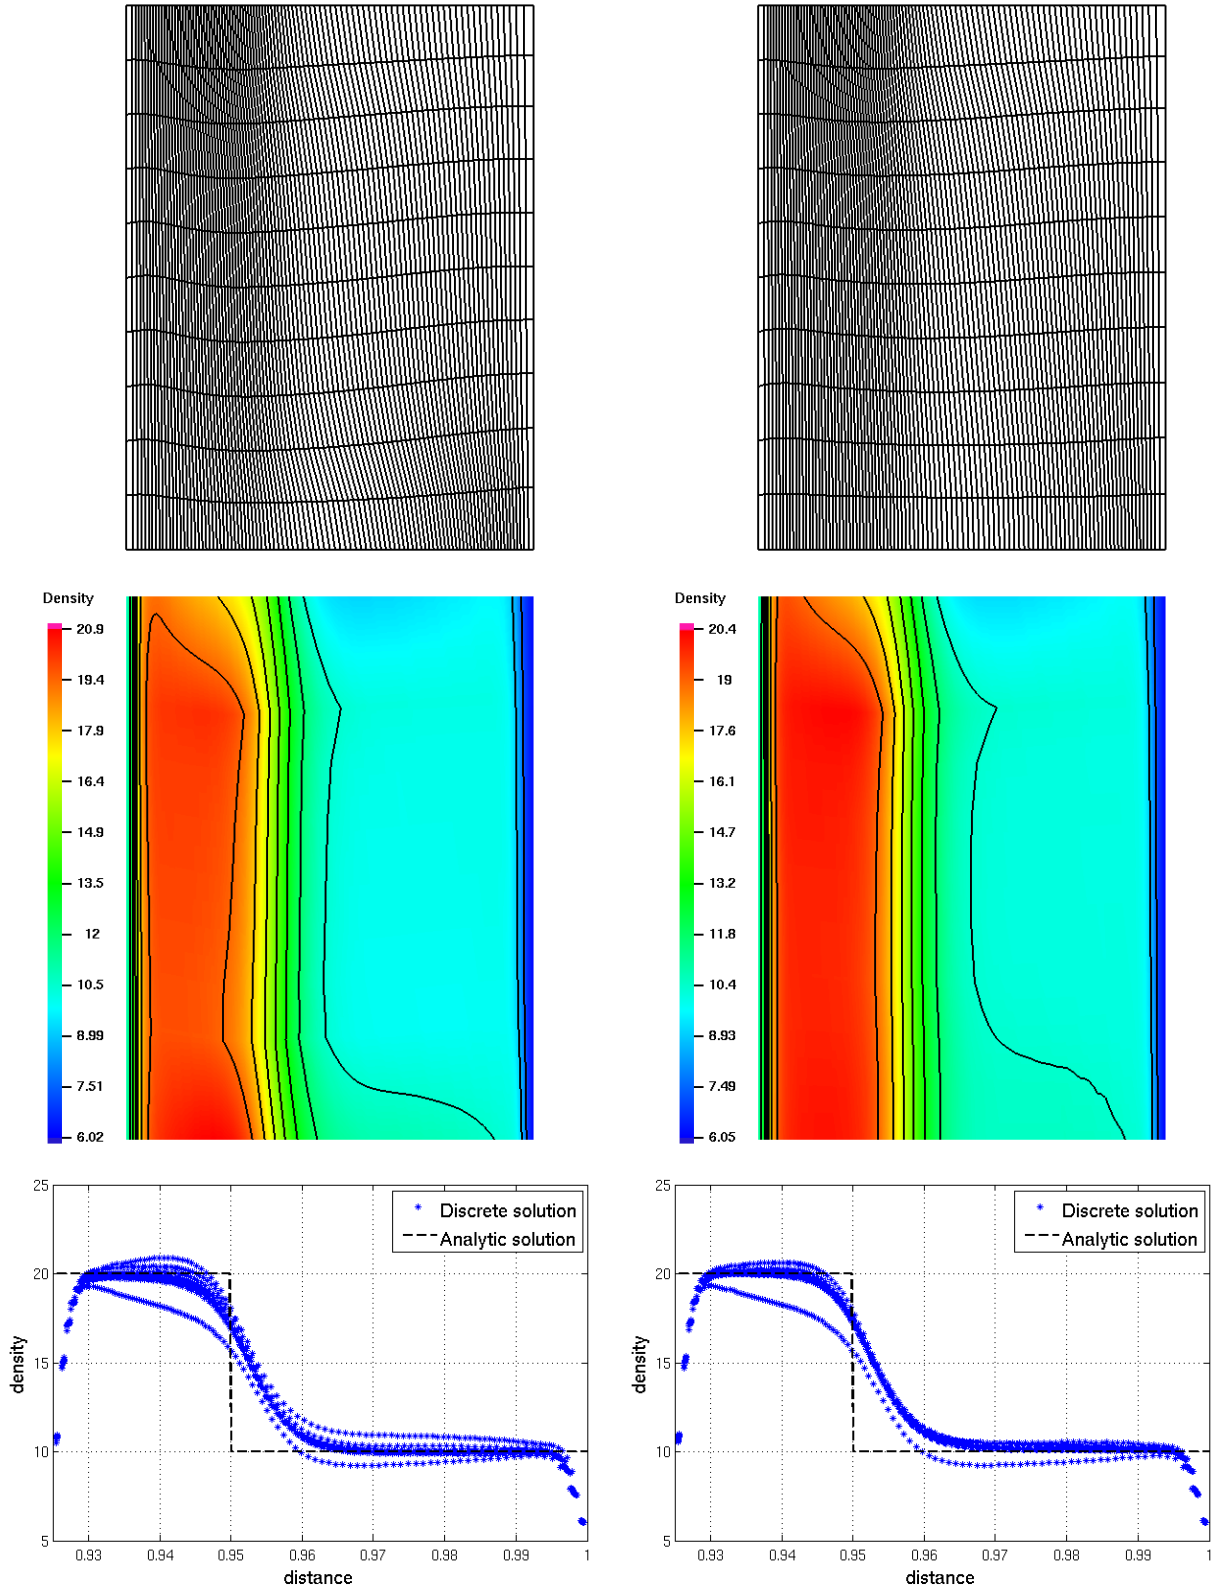 Density
20.9
19.4
17.9
16.4
14.9
13.5
12
10.5
8.99
7.51
6.02
Density
20.4
19
17.6
16.1
14.7
13.2
11.8
10.4
8.93
7.49
6.05
25
20
15
10
5
density
Discrete solution
Analytic solution
0.93 0.94 0.95 0.96 0.97 0.98 0.99 1
distance
25
20
15
10
5
density
Discrete solution
Analytic solution
0.93 0.94 0.95 0.96 0.97 0.98 0.99 1
distance